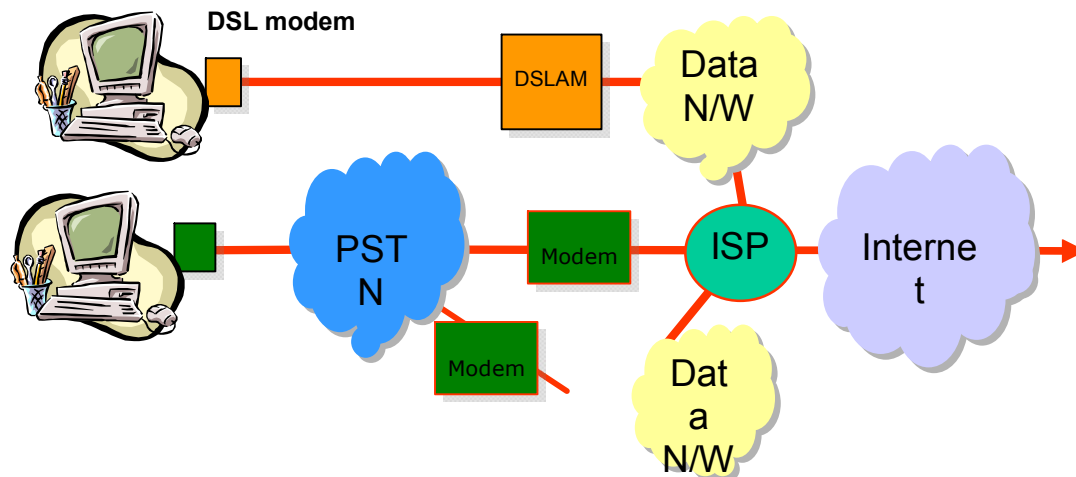 DSL modem
DSLAM
Data
N/W
PST
N
Modem
ISP
Interne
t
Modem
Dat
a
N/W